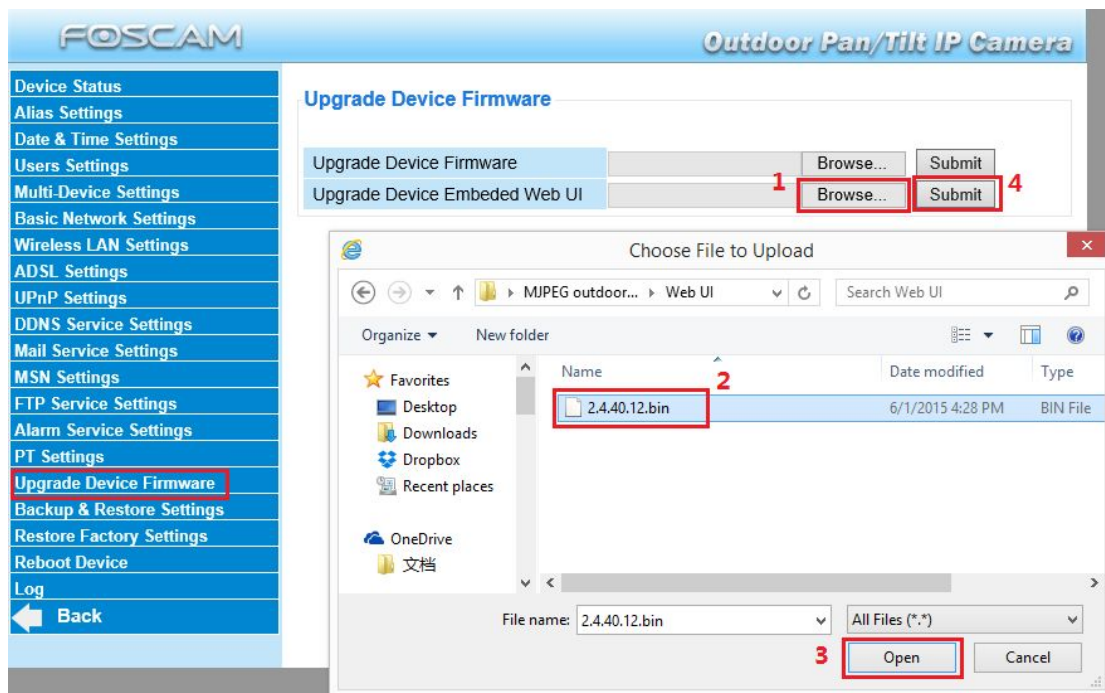 FOSCAM
Outdoor Pan/Tilt IP Camera
Device Status
Alias Settings
Date & Time Settings
Users Settings
Multi-Device Settings
Basic Network Settings
Wireless LAN Settings
ADSL Settings
UPnP Settings
DDNS Service Settings
Mail Service Settings
MSN Settings
FTP Service Settings
Alarm Service Settings
PT Settings
Upgrade Device Firmware
Backup & Restore Settings
Restore Factory Settings
Reboot Device
Log
Back
Upgrade Device Firmware
Upgrade Device Firmware Browse... Submit
Upgrade Device Embeded Web UI 1 Browse... Submit 4
Choose File to Upload
MJPEG outdoor... Web UI Search Web UI
Organize New folder
Name Date modified Type
2
2.4.40.12.bin 6/1/2015 4:28 PM BIN File
Favorites
Desktop
Downloads
Dropbox
Recent places
OneDrive
文档
File name: 2.4.40.12.bin All Files (*.*)
3 Open Cancel